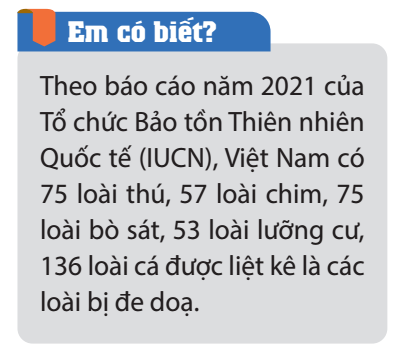 Em có biết?
Theo báo cáo năm 2021 của
Tổ chức Bảo tồn Thiên nhiên
Quốc tế (IUCN), Việt Nam có
75 loài thú, 57 loài chim, 75
loài bò sát, 53 loài lưỡng cư,
136 loài cá được liệt kê là các
loài bị đe doạ.